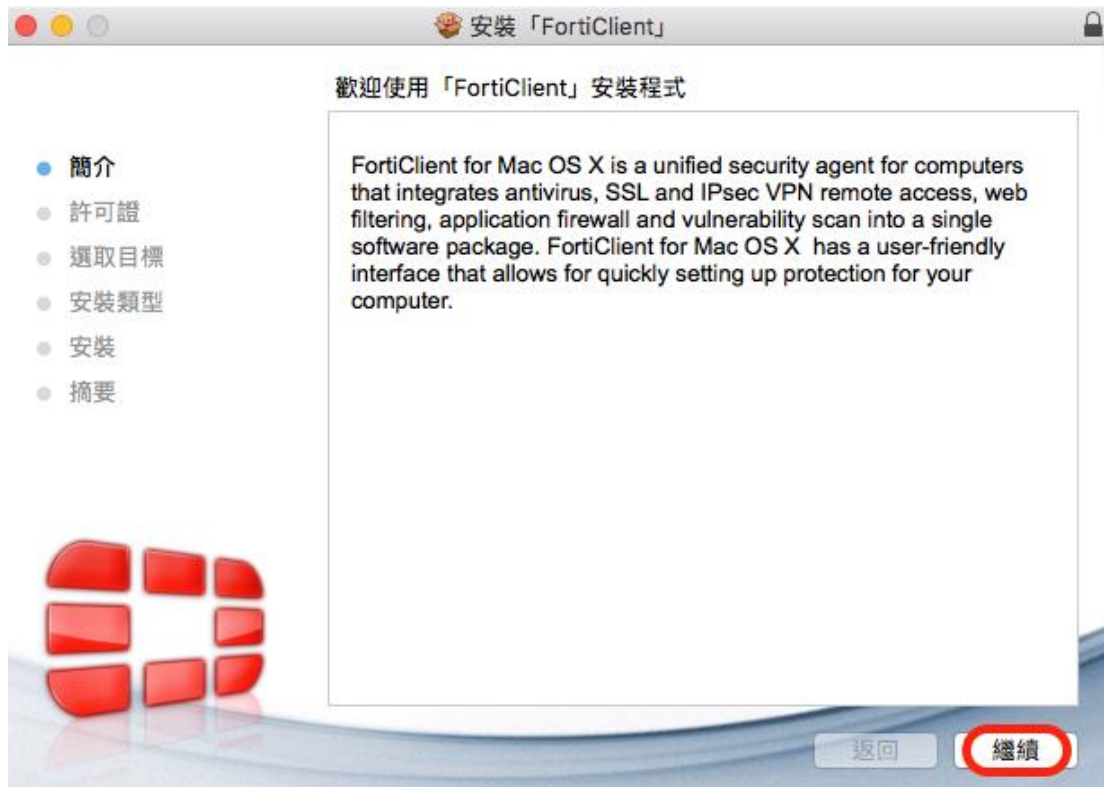 安裝「FortiClient」
歡迎使用「FortiClient」安裝程式
簡介
許可證
選取目標
安裝類型
安裝
摘要
FortiClient for Mac OS X is a unified security agent for computers
that integrates antivirus, SSL and IPsec VPN remote access, web
filtering, application firewall and vulnerability scan into a single
software package. FortiClient for Mac OS X  has a user-friendly
interface that allows for quickly setting up protection for your
computer.
返回
繼續